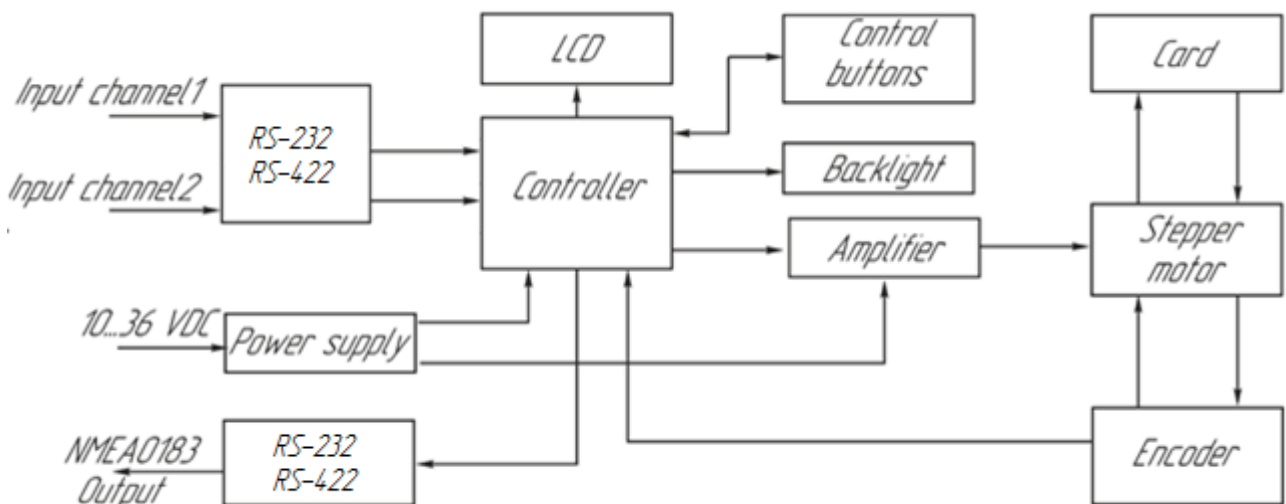 LCD
Control
buttons
Card
Input channel1
RS-232
RS-422
Input channel2
Controller
Backlight
Amplifier
Stepper
motor
10...36 VDC
Power supply
NMEA0183
Output
RS-232
RS-422
Encoder